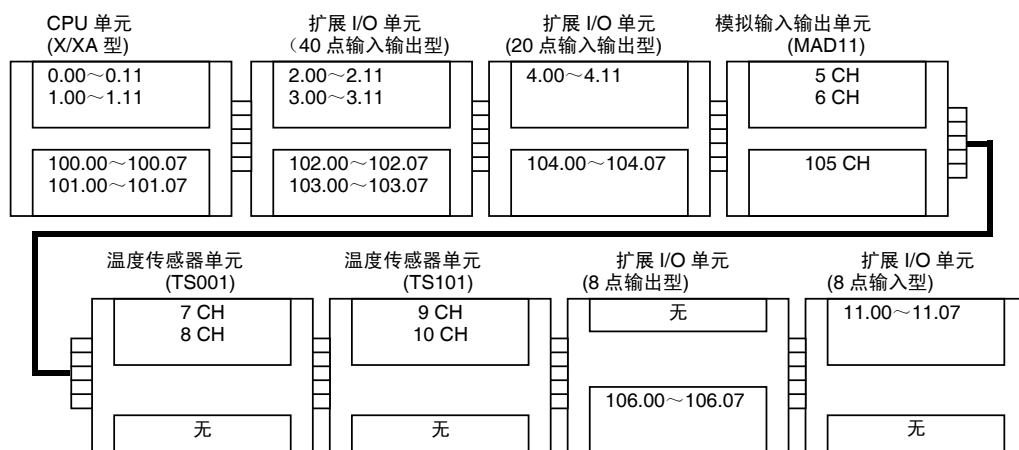 CPU 单元
(X/XA 型)
扩展 I/O 单元
（40 点输入输出型)
扩展 I/O 单元
(20 点输入输出型)
模拟输入输出单元
(MAD11)
0.00～0.11
1.00～1.11
2.00～2.11
3.00～3.11
4.00～4.11
5 CH
6 CH
100.00～100.07
101.00～101.07
102.00～102.07
103.00～103.07
104.00～104.07
105 CH
温度传感器单元
(TS001)
温度传感器单元
(TS101)
扩展 I/O 单元
(8 点输出型)
扩展 I/O 单元
(8 点输入型)
7 CH
8 CH
9 CH
10 CH
无
11.00～11.07
无
无
106.00～106.07
无